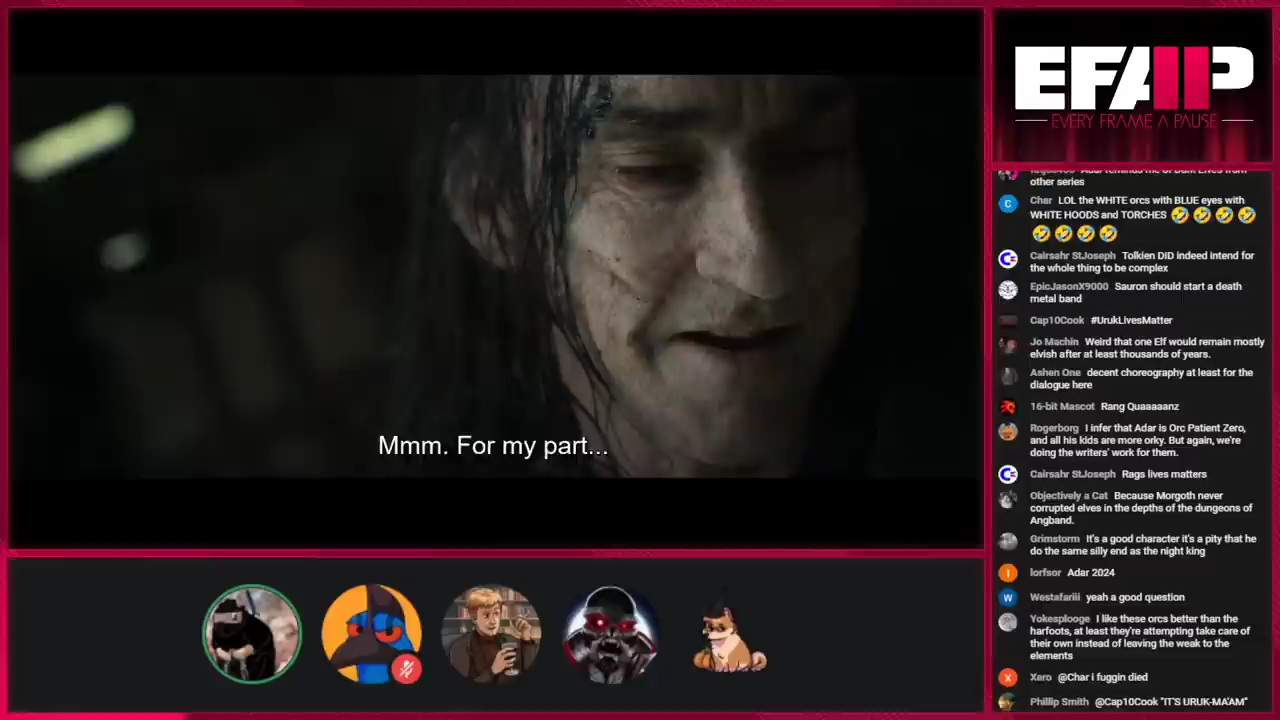 Mmm. For my part...
EFAP
EVERY FRAME A PAUSE
other series
Char LOL the WHITE orcs with BLUE eyes with
WHITE HOODS and TORCHES 🤣 🤣 🤣 🤣
🤣 🤣 🤣 🤣
Cairsahr StJoseph Tolkien DID indeed intend for
the whole thing to be complex
EpicJasonX9000 Sauron should start a death
metal band
Cap10Cook #UrukLivesMatter
Jo Machin Weird that one Elf would remain mostly
elvish after at least thousands of years.
Ashen One decent choreography at least for the
dialogue here
16-bit Mascot Rang Quaaaaanz
Rogerborg I infer that Adar is Orc Patient Zero,
and all his kids are more orky. But again, we're
doing the writers' work for them.
Cairsahr StJoseph Rags lives matters
Objectively a Cat Because Morgoth never
corrupted elves in the depths of the dungeons of
Angband.
Grimstorm It's a good character it's a pity that he
do the same silly end as the night king
lorfsor Adar 2024
Westafariii yeah a good question
Yokesplooge I like these orcs better than the
harfoots, at least they're attempting take care of
their own instead of leaving the weak to the
elements
Xero @Char i fuggin died
Phillip Smith @Cap10Cook "IT'S URUK-MA'AM"